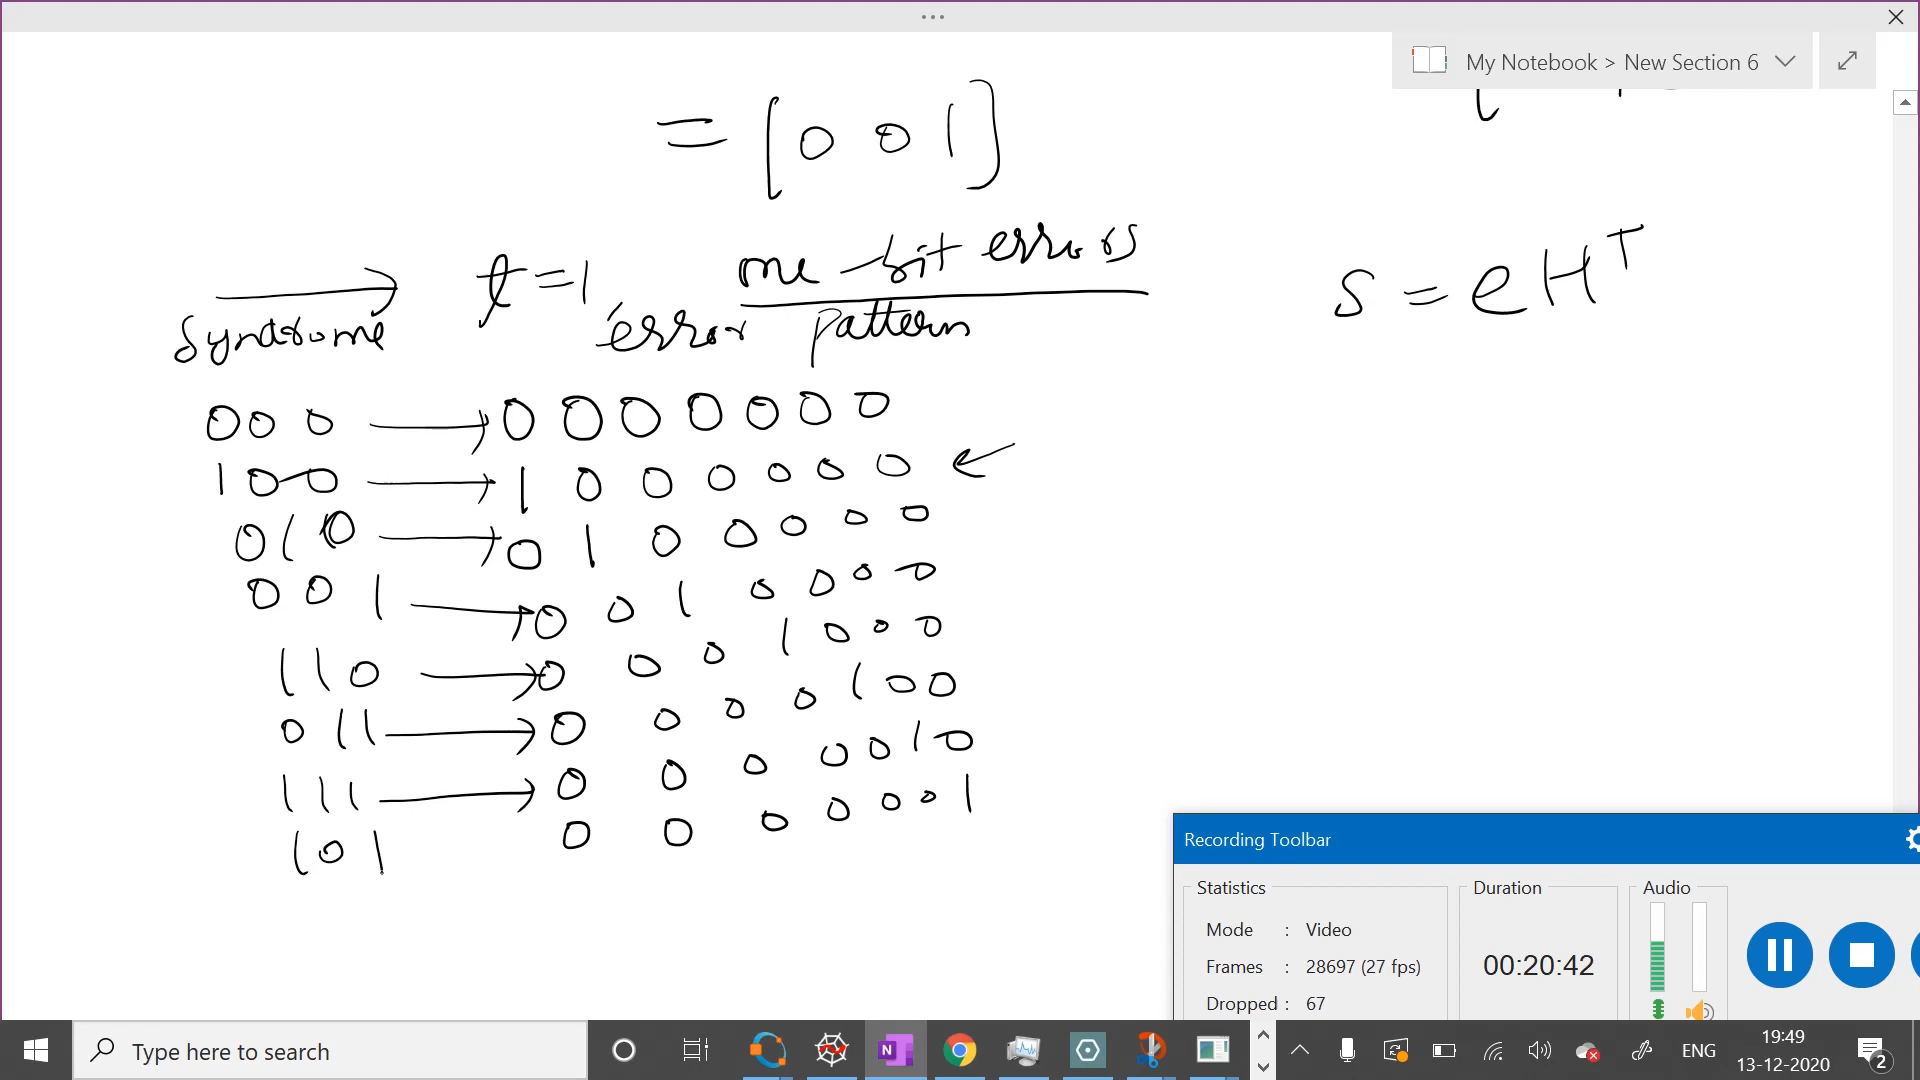 My Notebook > New Section 6
= [0 0 1]
t=1 one-bit errors
s = eH^T
Syndrome error pattern
000 → 0000000
100 → 1000000 ←
010 → 0100000
001 → 0010000
110 → 0001000
011 → 0000100
111 → 0000010
101 0000001
Recording Toolbar
Statistics Duration Audio
Mode : Video
Frames : 28697 (27 fps)
00:20:42
Dropped : 67
Type here to search
ENG
19:49
13-12-2020
2